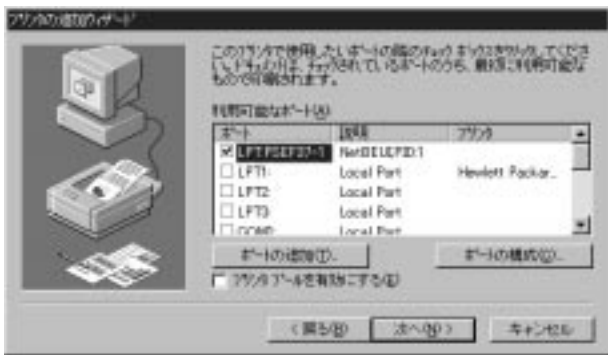 プリンタの追加ウィザード
このプリンタで使用したいポートの隣のチェック ボックスをクリックしてくださ
い。ドキュメントは、チェックされているポートのうち、最初に利用可能な
もので印刷されます。
利用可能なポート(A)
ポート 説明 プリンタ
LPT1: Local Port Hewlett Packar..
LPT2: Local Port
LPT3: Local Port
COM1: Local Port
ポートの追加(T)... ポートの構成(C)...
プリンタ プールを有効にする(E)
< 戻る(B) 次へ(N) > キャンセル